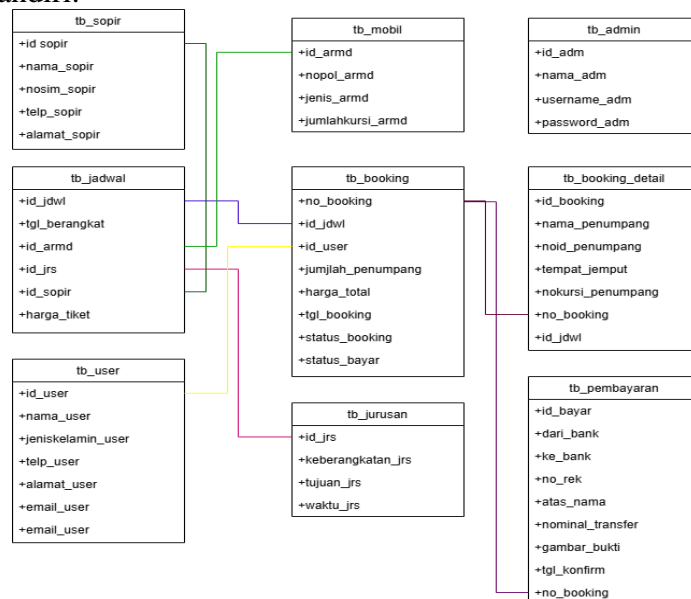 tb_sopir
+id sopir
+nama_sopir
+nosim_sopir
+telp_sopir
+alamat_sopir
tb_mobil
+id_armd
+nopol_armd
+jenis_armd
+jumlahkursi_armd
tb_admin
+id_adm
+nama_adm
+username_adm
+password_adm
tb_jadwal
+id_jdwl
+tgl_berangkat
+id_armd
+id_jrs
+id_sopir
+harga_tiket
tb_booking
+no_booking
+id_jdwl
+id_user
+jumjlah_penumpang
+harga_total
+tgl_booking
+status_booking
+status_bayar
tb_booking_detail
+id_booking
+nama_penumpang
+noid_penumpang
+tempat_jemput
+nokursi_penumpang
+no_booking
+id_jdwl
tb_user
+id_user
+nama_user
+jeniskelamin_user
+telp_user
+alamat_user
+email_user
+email_user
tb_jurusan
+id_jrs
+keberangkatan_jrs
+tujuan_jrs
+waktu_jrs
tb_pembayaran
+id_bayar
+dari_bank
+ke_bank
+no_rek
+atas_nama
+nominal_transfer
+gambar_bukti
+tgl_konfirm
+no_booking